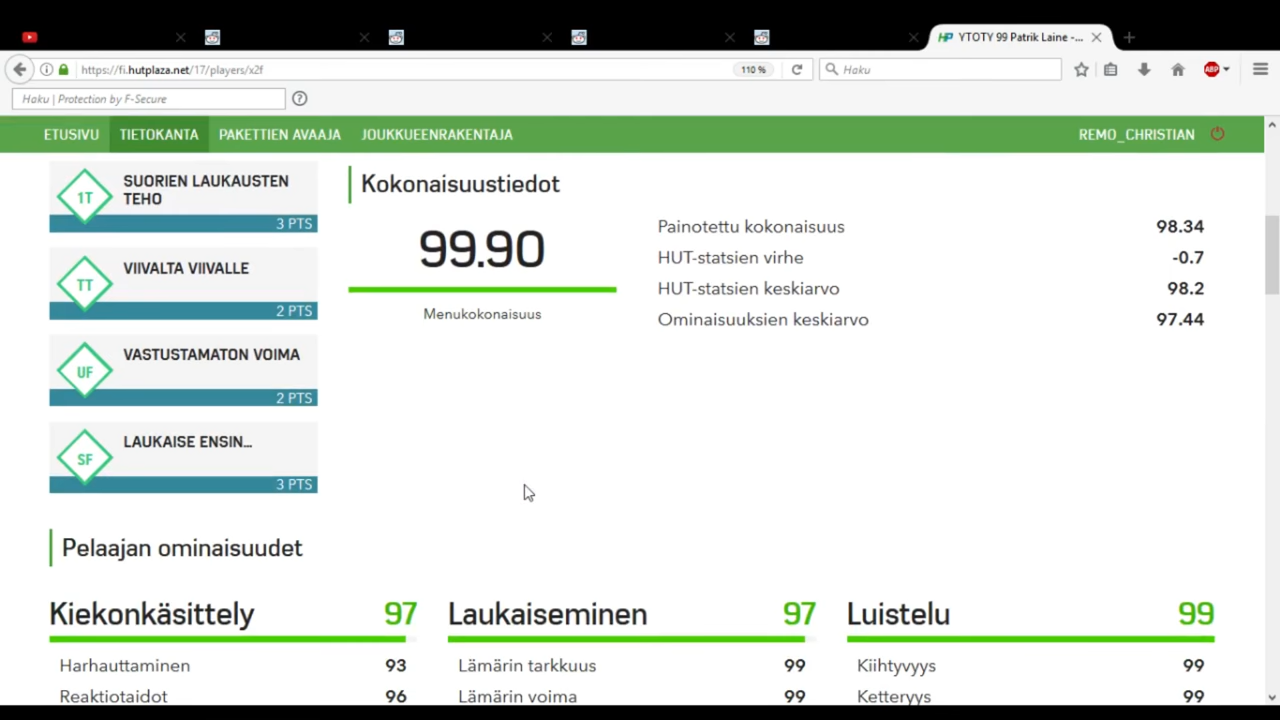 YTOTY 99 Patrik Laine -...
https://fi.hutplaza.net/17/players/x2f
110 %
Haku
ABP
Haku | Protection by F-Secure
ETUSIVU TIETOKANTA PAKETTIEN AVAAJA JOUKKUEENRAKENTAJA REMO_CHRISTIAN
1T
SUORIEN LAUKAUSTEN
TEHO
3 PTS
TT
VIIVALTA VIIVALLE
2 PTS
UF
VASTUSTAMATON VOIMA
2 PTS
SF
LAUKAISE ENSIN...
3 PTS
Kokonaisuustiedot
99.90
Menukokonaisuus
Painotettu kokonaisuus 98.34
HUT-statsien virhe -0.7
HUT-statsien keskiarvo 98.2
Ominaisuuksien keskiarvo 97.44
Pelaajan ominaisuudet
Kiekonkäsittely 97
Harhauttaminen 93
Reaktiotaidot 96
Laukaiseminen 97
Lämärin tarkkuus 99
Lämärin voima 99
Luistelu 99
Kiihtyvyys 99
Ketteryys 99